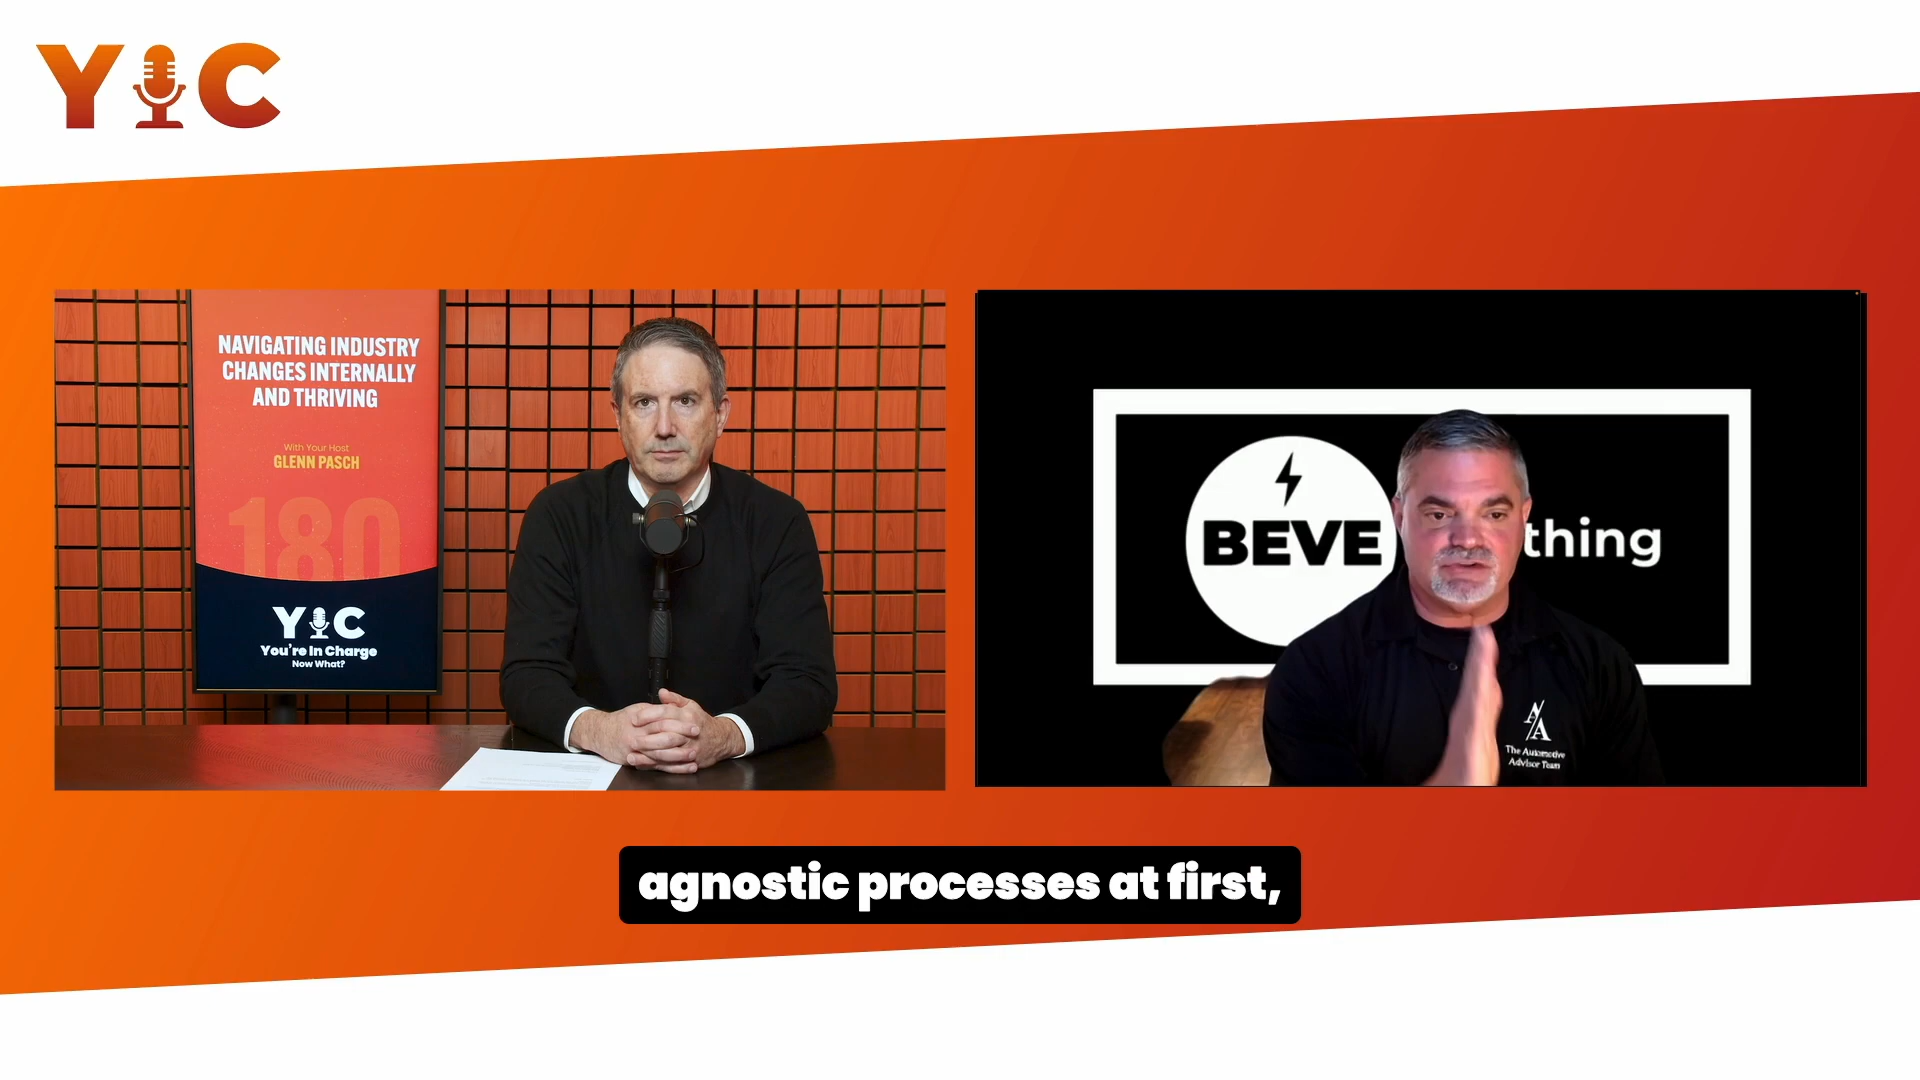 YIC
NAVIGATING INDUSTRY
CHANGES INTERNALLY
AND THRIVING
With Your Host
GLENN PASCH
180
YIC
You're In Charge
Now What?
BEVE
thing
A/A
The Automotive
Advisor Team
agnostic processes at first,